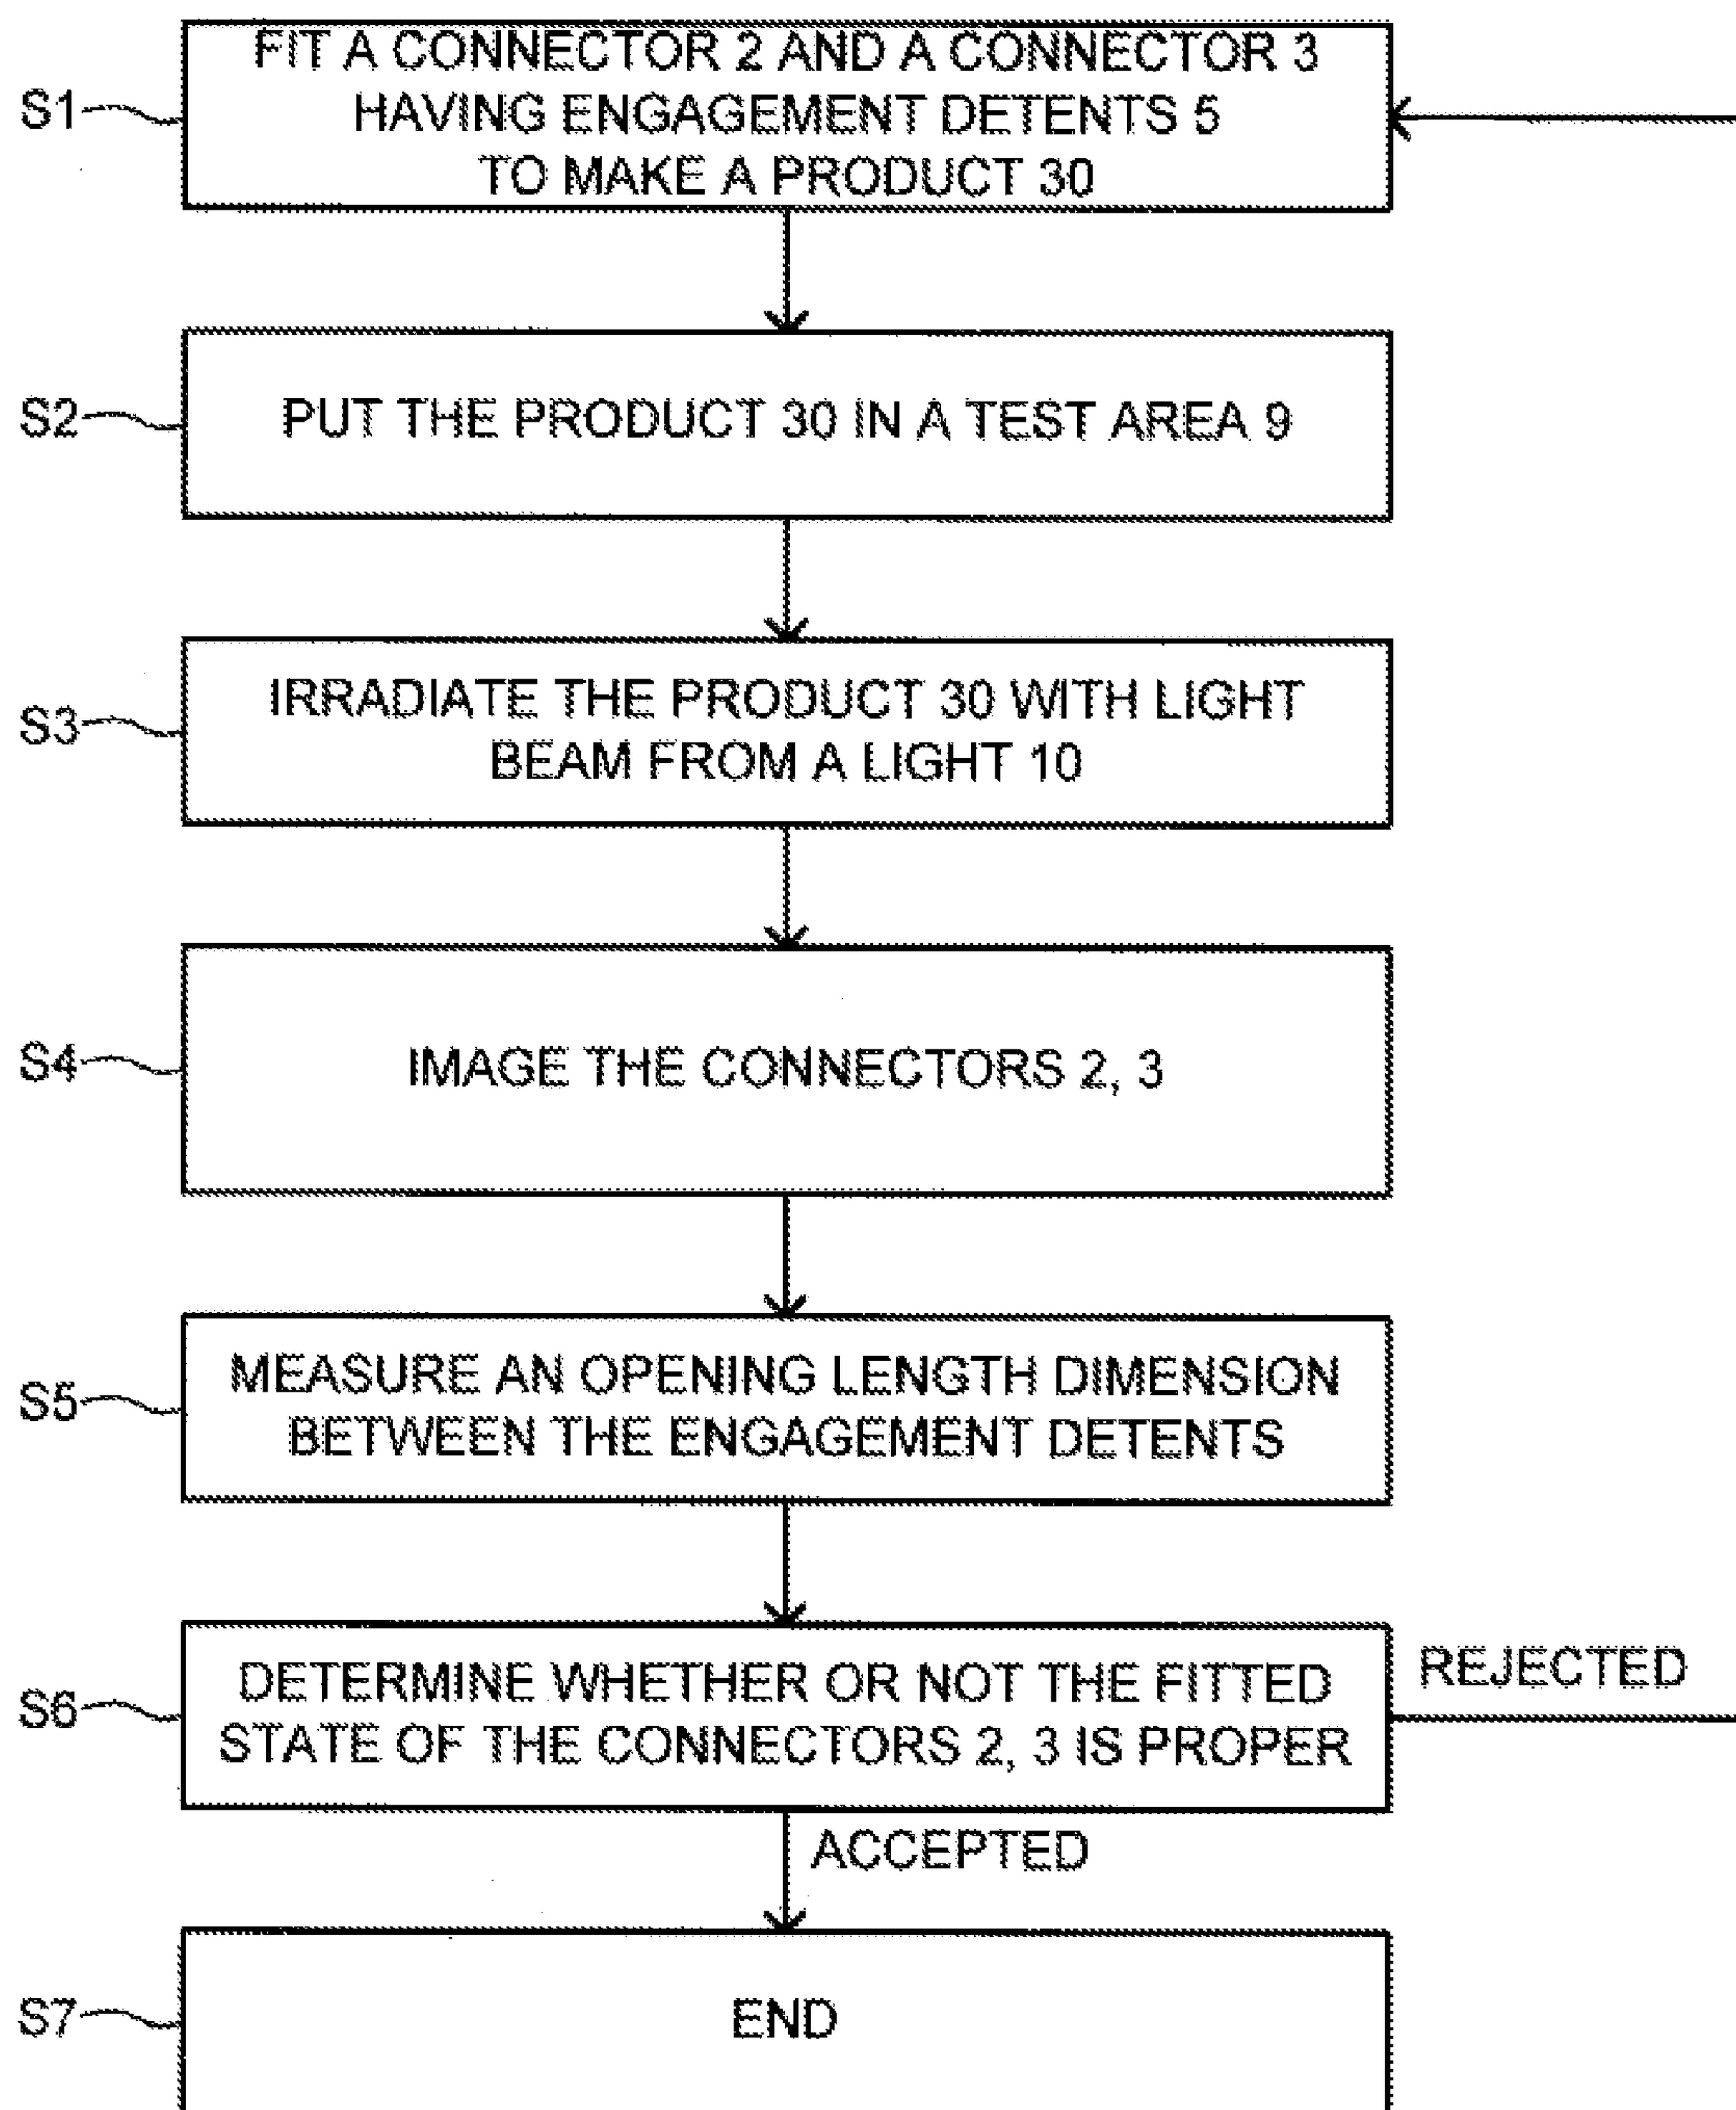 S1
FIT A CONNECTOR 2 AND A CONNECTOR 3
HAVING ENGAGEMENT DETENTS 5
TO MAKE A PRODUCT 30
S2
PUT THE PRODUCT 30 IN A TEST AREA 9
S3
IRRADIATE THE PRODUCT 30 WITH LIGHT
BEAM FROM A LIGHT 10
S4
IMAGE THE CONNECTORS 2, 3
S5
MEASURE AN OPENING LENGTH DIMENSION
BETWEEN THE ENGAGEMENT DETENTS
S6
DETERMINE WHETHER OR NOT THE FITTED
STATE OF THE CONNECTORS 2, 3 IS PROPER
REJECTED
ACCEPTED
S7
END